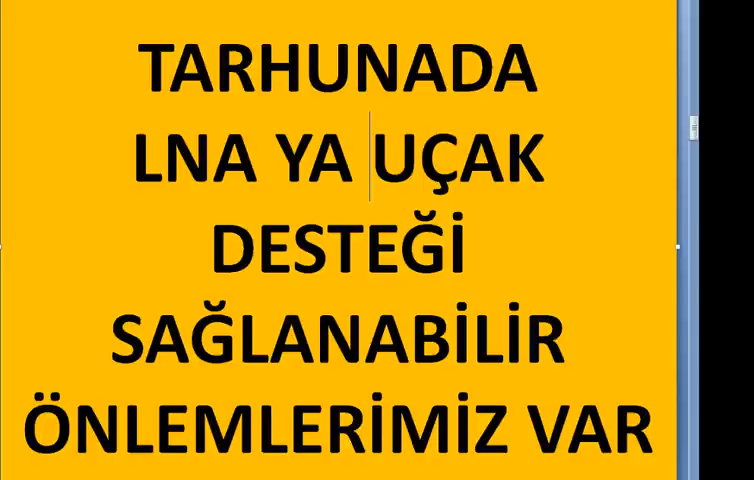 TARHUNADA
LNA YA UÇAK
DESTEĞİ
SAĞLANABİLİR
ÖNLEMLERİMİZ VAR